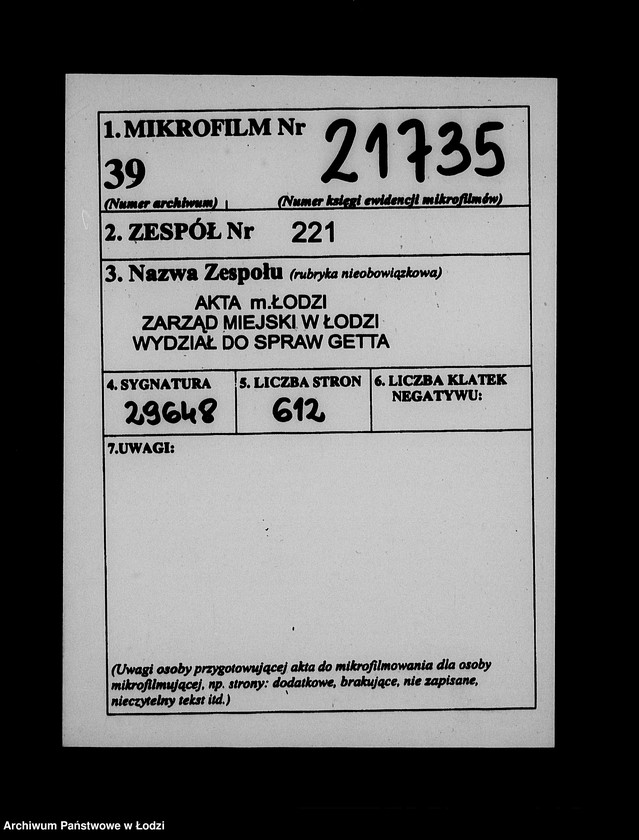 1. MIKROFILM Nr 21735
39
(Numer archiwum) (Numer księgi ewidencji mikrofilmów)
2. ZESPÓŁ Nr 221
3. Nazwa Zespołu (rubryka nieobowiązkowa)
AKTA m.ŁODZI
ZARZĄD MIEJSKI W ŁODZI
WYDZIAŁ DO SPRAW GETTA
4. SYGNATURA 5. LICZBA STRON 6. LICZBA KLATEK
NEGATYWU:
29648 612
7.UWAGI:
(Uwagi osoby przygotowującej akta do mikrofilmowania dla osoby
mikrofilmującej, np. strony: dodatkowe, brakujące, nie zapisane,
nieczytelny tekst itd.)
Archiwum Państwowe w Łodzi